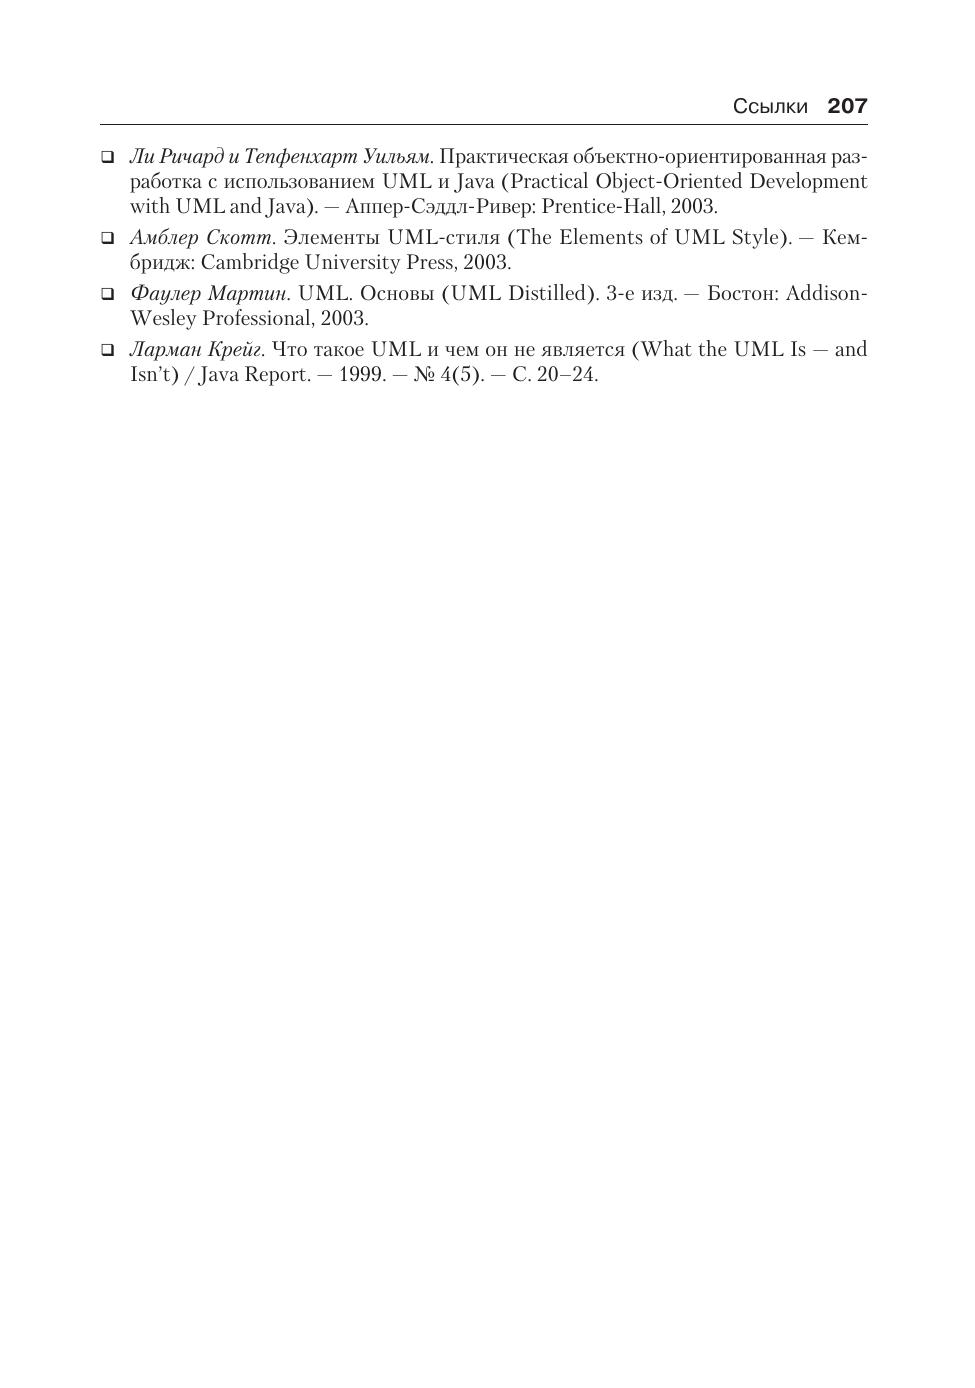 Ссылки 207
❑ Ли Ричард и Тепфенхарт Уильям. Практическая объектно-ориентированная раз-
работка с использованием UML и Java (Practical Object-Oriented Development
with UML and Java). — Аппер-Сэддл-Ривер: Prentice-Hall, 2003.
❑ Амблер Скотт. Элементы UML-стиля (The Elements of UML Style). — Кем-
бридж: Cambridge University Press, 2003.
❑ Фаулер Мартин. UML. Основы (UML Distilled). 3-е изд. — Бостон: Addison-
Wesley Professional, 2003.
❑ Ларман Крейг. Что такое UML и чем он не является (What the UML Is — and
Isn’t) / Java Report. — 1999. — № 4(5). — С. 20–24.